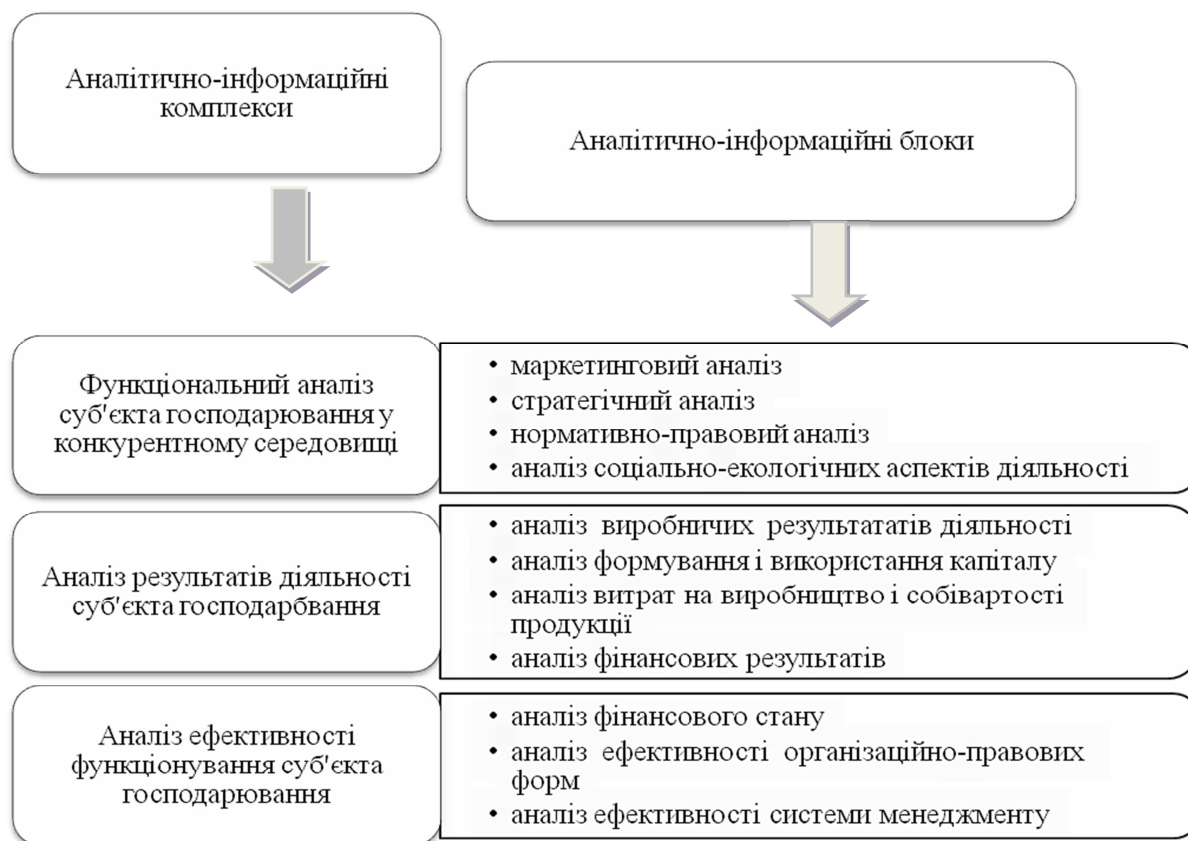 Аналітично-інформаційні
комплекси
Аналітично-інформаційні блоки
Функціональний аналіз
суб'єкта господарювання у
конкурентному середовищі
• маркетинговий аналіз
• стратегічний аналіз
• нормативно-правовий аналіз
• аналіз соціально-екологічних аспектів діяльності
Аналіз результатів діяльності
суб'єкта господарбвання
• аналіз виробничих результататів діяльності
• аналіз формування і використання капіталу
• аналіз витрат на виробництво і собівартості
продукції
• аналіз фінансових результатів
Аналіз ефективності
функціонування суб'єкта
господарювання
• аналіз фінансового стану
• аналіз ефективності організаційно-правових
форм
• аналіз ефективності системи менеджменту